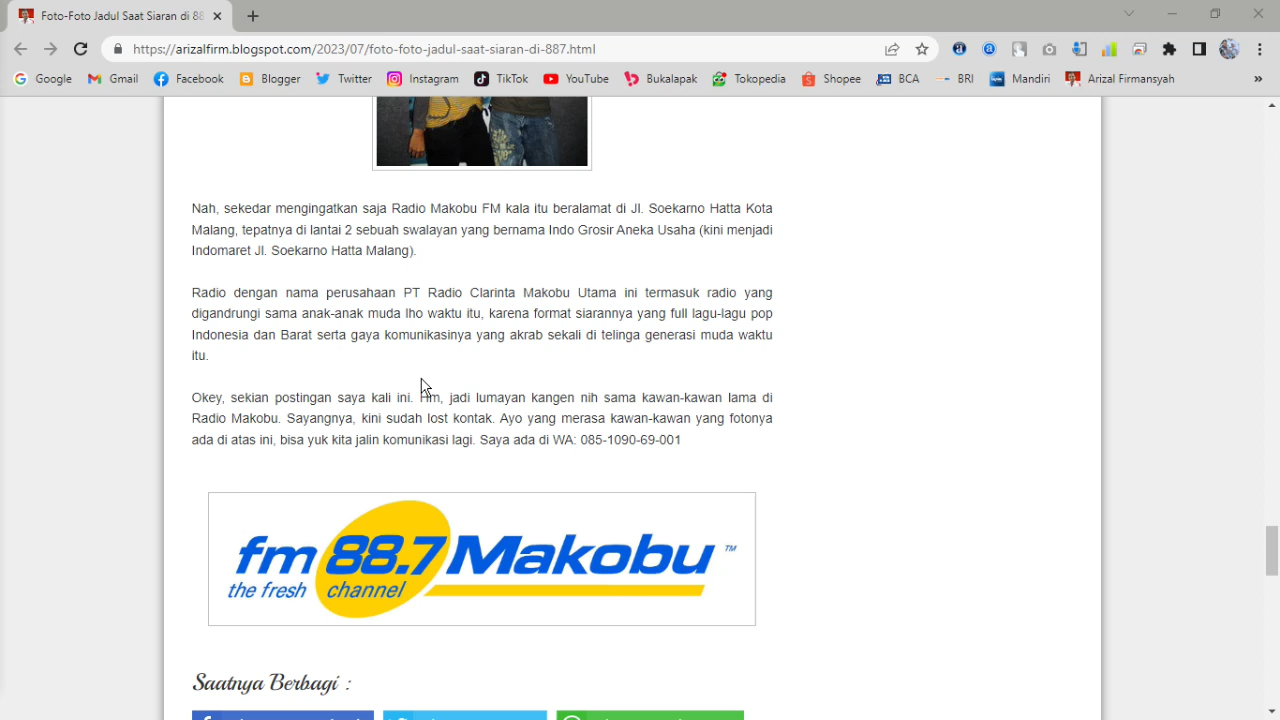 Foto-Foto Jadul Saat Siaran di 88
https://arizalfirm.blogspot.com/2023/07/foto-foto-jadul-saat-siaran-di-887.html
Google Gmail Facebook Blogger Twitter Instagram TikTok YouTube Bukalapak Tokopedia Shopee BCA BRI Mandiri Arizal Firmansyah »
Nah, sekedar mengingatkan saja Radio Makobu FM kala itu beralamat di Jl. Soekarno Hatta Kota
Malang, tepatnya di lantai 2 sebuah swalayan yang bernama Indo Grosir Aneka Usaha (kini menjadi
Indomaret Jl. Soekarno Hatta Malang).
Radio dengan nama perusahaan PT Radio Clarinta Makobu Utama ini termasuk radio yang
digandrungi sama anak-anak muda lho waktu itu, karena format siarannya yang full lagu-lagu pop
Indonesia dan Barat serta gaya komunikasinya yang akrab sekali di telinga generasi muda waktu
itu.
Okey, sekian postingan saya kali ini. Hm, jadi lumayan kangen nih sama kawan-kawan lama di
Radio Makobu. Sayangnya, kini sudah lost kontak. Ayo yang merasa kawan-kawan yang fotonya
ada di atas ini, bisa yuk kita jalin komunikasi lagi. Saya ada di WA: 085-1090-69-001
fm 88.7 Makobu ™
the fresh channel
Saatnya Berbagi :